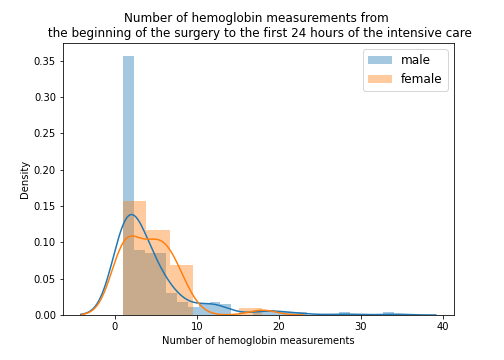 Number of hemoglobin measurements from
the beginning of the surgery to the first 24 hours of the intensive care
male
female
0.35
0.30
0.25
0.20
0.15
0.10
0.05
0.00
Density
0
10
20
30
40
Number of hemoglobin measurements